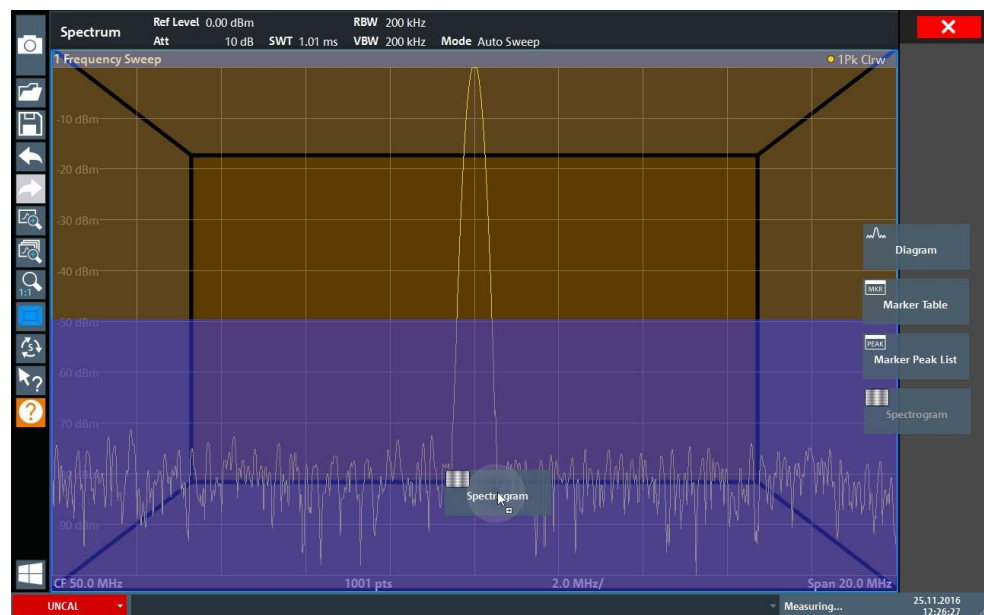 Spectrum
Ref Level 0.00 dBm RBW 200 kHz
Att 10 dB SWT 1.01 ms VBW 200 kHz Mode Auto Sweep
1 Frequency Sweep 1Pk Clrw
-10 dBm
-20 dBm
-30 dBm
-40 dBm
-50 dBm
-60 dBm
-70 dBm
-90 dBm
1:1
S
?
?
Diagram
MKR
Marker Table
PEAK
Marker Peak List
Spectrogram
Spectrogram
CF 50.0 MHz 1001 pts 2.0 MHz/ Span 20.0 MHz
UNCAL Measuring... 25.11.2016
12:26:27